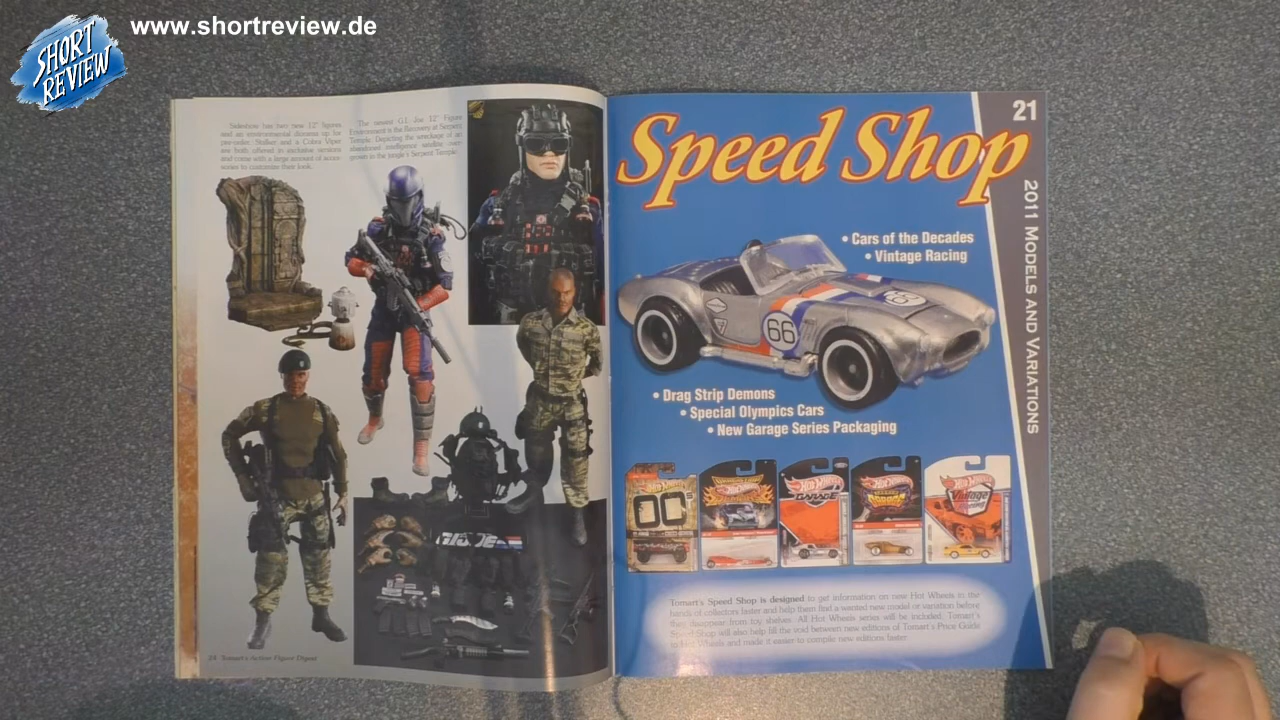 www.shortreview.de
SHORT
REVIEW
Sideshow has two new 12" figures
and an environmental diorama up for
pre-order. Stalker and a Cobra Viper
are both offered in exclusive versions
and come with a large amount of acces-
sories to customize their look.
The newest G.I. Joe 12" Figure
Environment is the Recovery at Serpent
Temple. Depicting the wreckage of an
abandoned intelligence satellite over-
grown in the jungle's Serpent Temple.
G.I. JOE
24 Tomart's Action Figure Digest
Speed Shop
21
2011 MODELS AND VARIATIONS
• Cars of the Decades
• Vintage Racing
66
• Drag Strip Demons
• Special Olympics Cars
• New Garage Series Packaging
00s
HOT WHEELS
GARAGE
Vintage
Tomart's Speed Shop is designed to get information on new Hot Wheels in the
hands of collectors faster and help them find a wanted new model or variation before
they disappear from toy shelves. All Hot Wheels series will be included. Tomart's
Speed Shop will also help fill the void between new editions of Tomart's Price Guide
to Hot Wheels and made it easier to compile new editions faster.